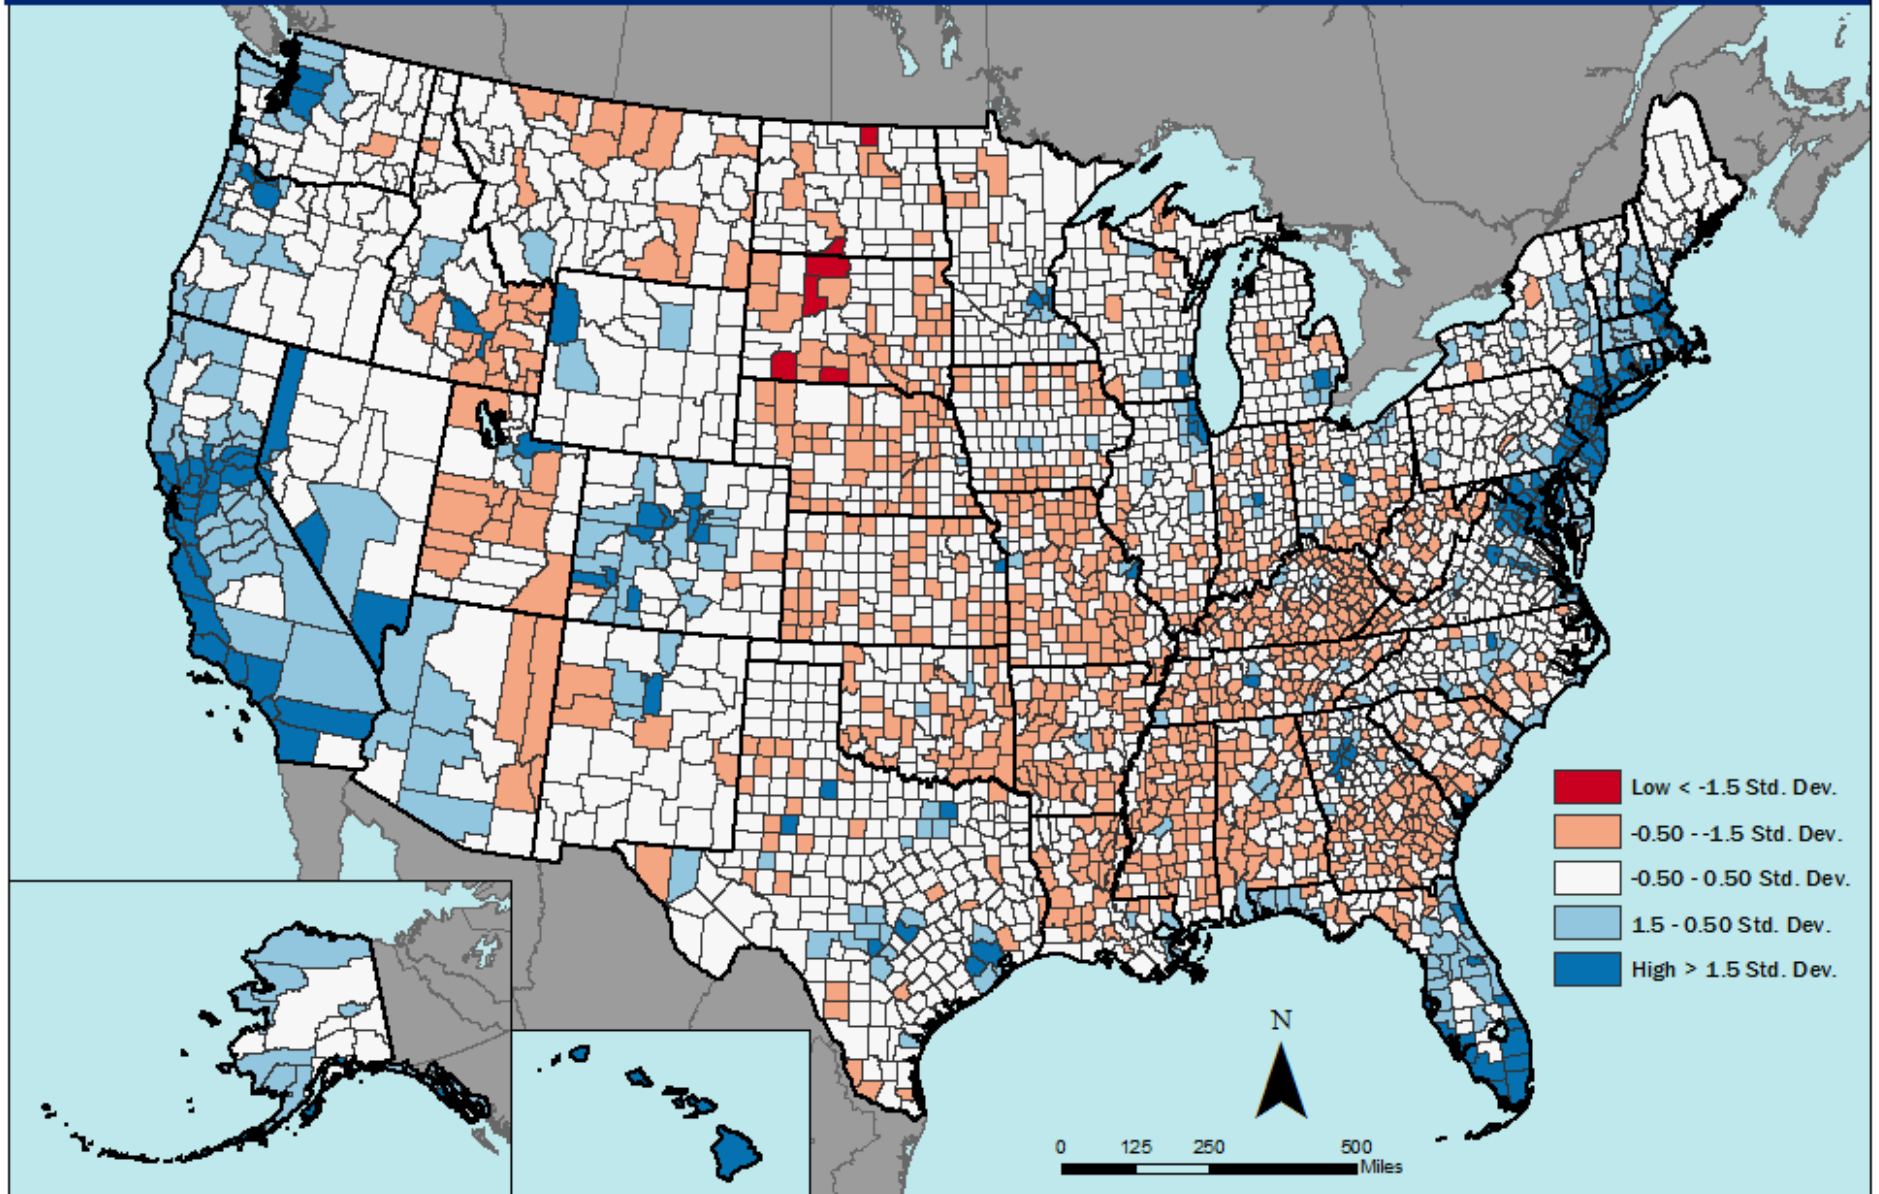 Low < -1.5 Std. Dev.
-0.50 - -1.5 Std. Dev.
-0.50 - 0.50 Std. Dev.
1.5 - 0.50 Std. Dev.
High > 1.5 Std. Dev.
N
0 125 250 500
Miles